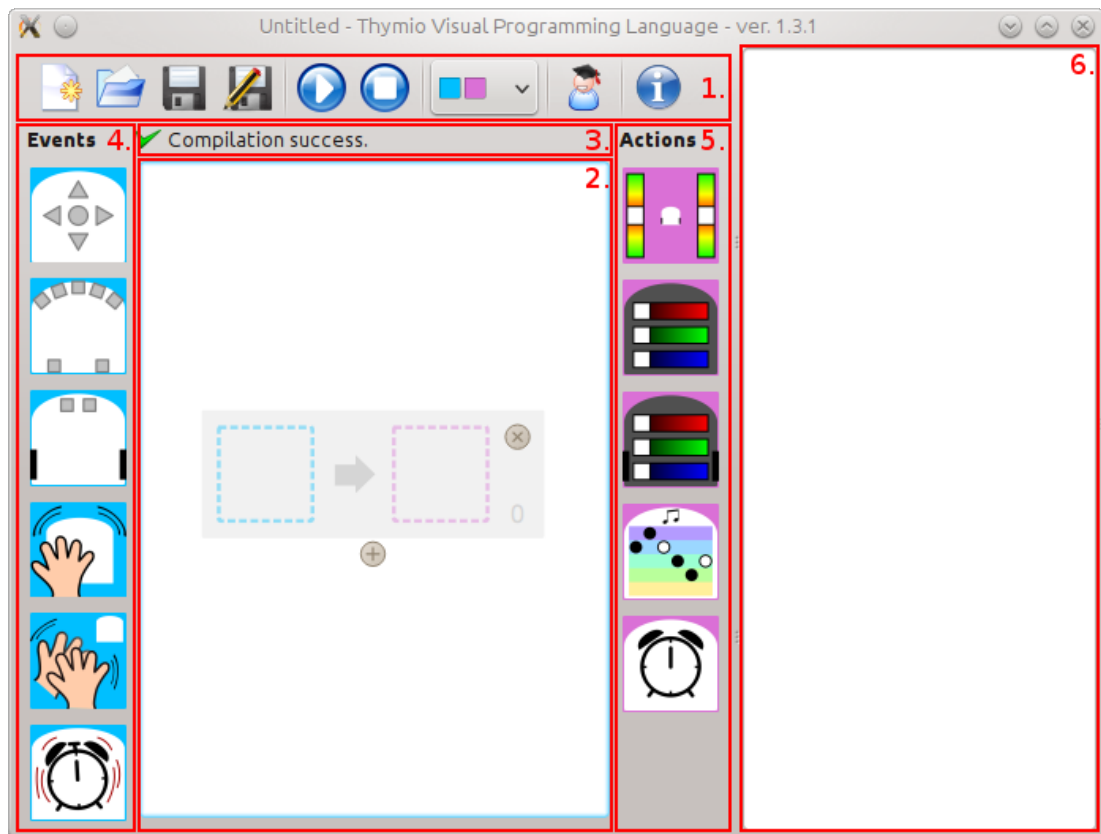 Untitled - Thymio Visual Programming Language - ver. 1.3.1
6.
1.
Events 4.
Compilation success. 3.
Actions 5.
2.
0